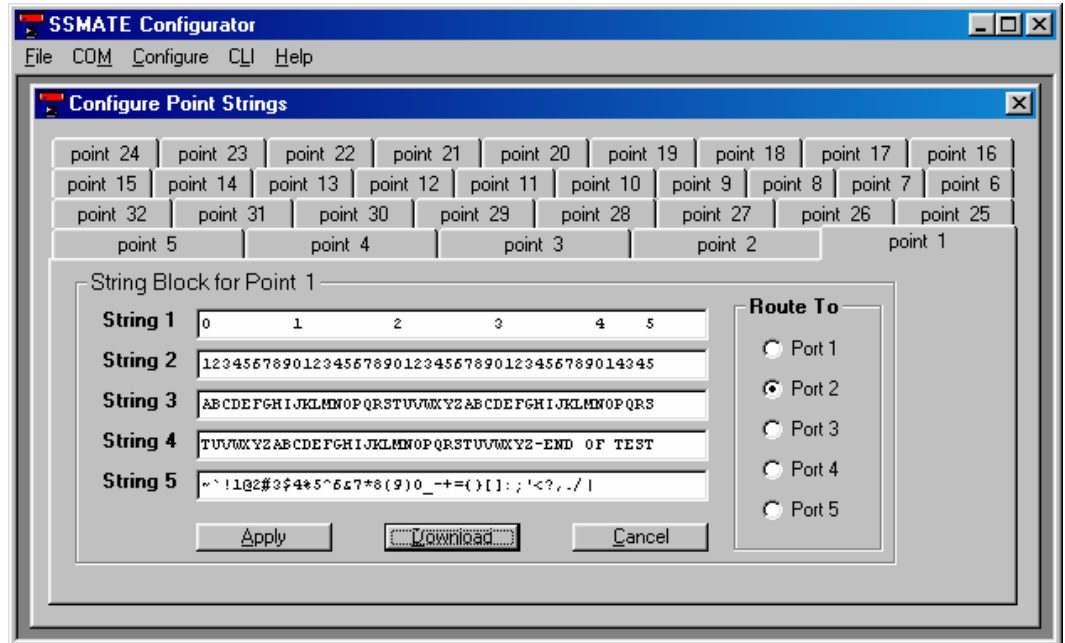 SSMATE Configurator
File COM Configure CLI Help
Configure Point Strings
point 24 point 23 point 22 point 21 point 20 point 19 point 18 point 17 point 16
point 15 point 14 point 13 point 12 point 11 point 10 point 9 point 8 point 7 point 6
point 32 point 31 point 30 point 29 point 28 point 27 point 26 point 25
point 5 point 4 point 3 point 2 point 1
String Block for Point 1
String 1 0 1 2 3 4 5
String 2 123456789012345678901234567890123456789014345
String 3 ABCDEFGHIJKLMNOPQRSTUVWXYZABCDEFGHIJKLMNOPQRS
String 4 TUVWXYZABCDEFGHIJKLMNOPQRSTUVWXYZ-END OF TEST
String 5 ~`!1@2#3$4%5^6&7*8(9)0_-+={}[]:;'<?,./|
Apply Download Cancel
Route To
Port 1
Port 2
Port 3
Port 4
Port 5